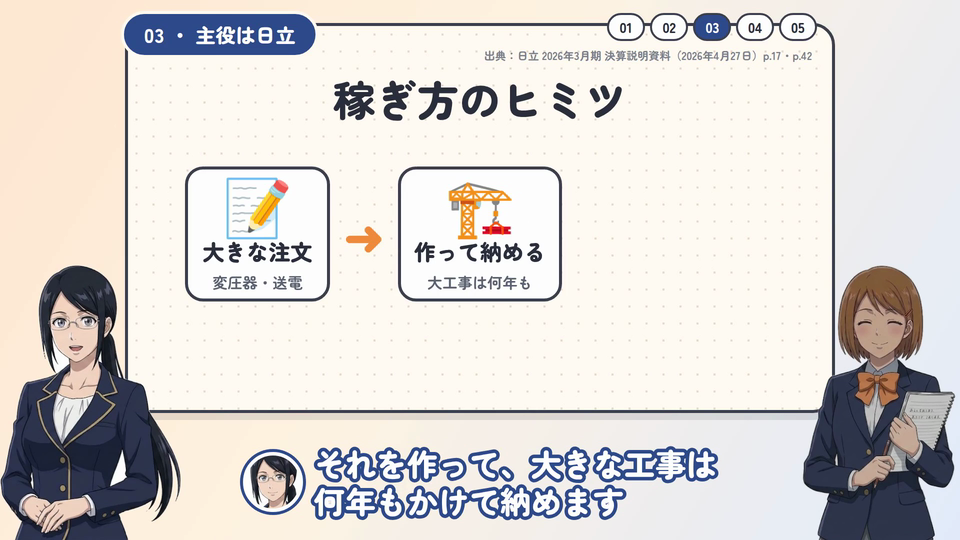 03 ・ 主役は日立
01 02 03 04 05
出典：日立 2026年3月期 決算説明資料（2026年4月27日）p.17・p.42
稼ぎ方のヒミツ
大きな注文
変圧器・送電
作って納める
大工事は何年も
それを作って、大きな工事は
何年もかけて納めます